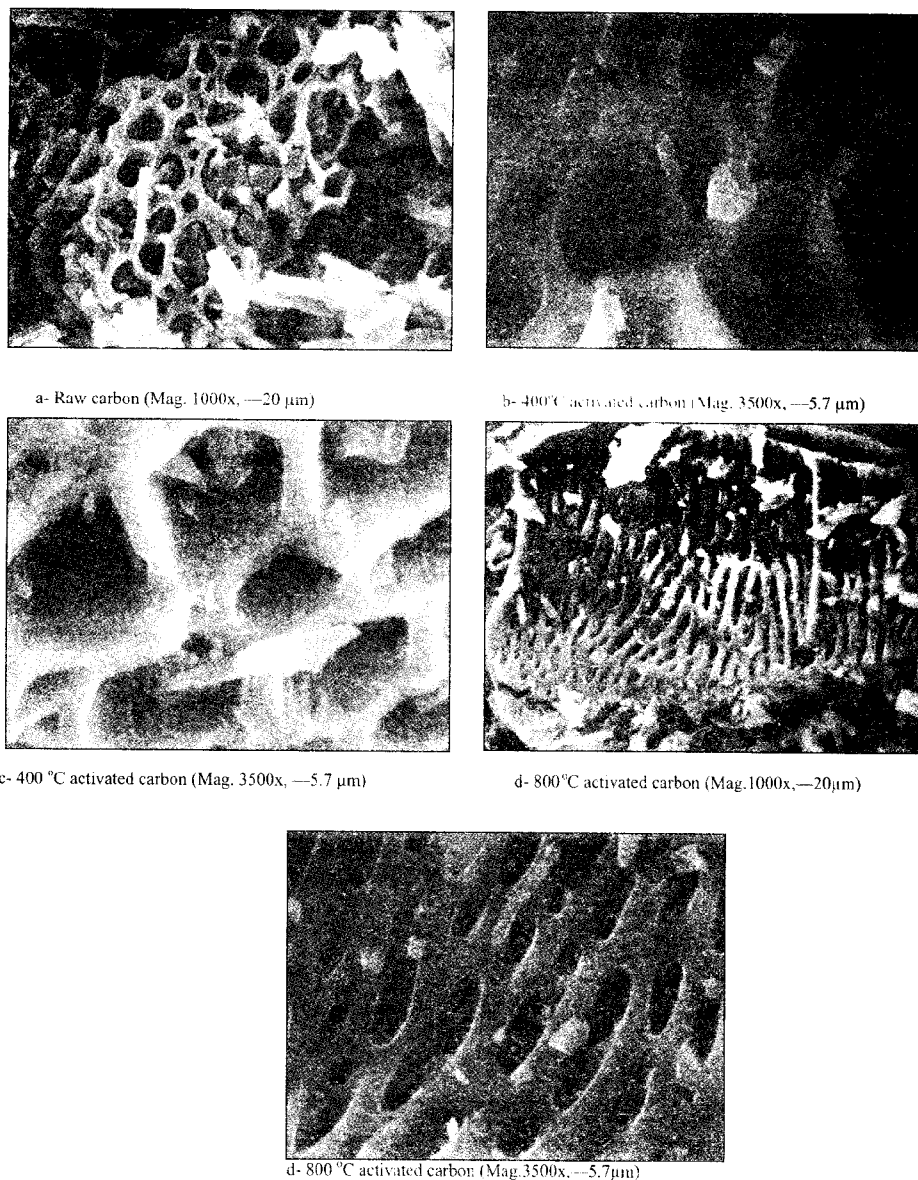 a- Raw carbon (Mag. 1000x, —20 μm)
b- 400°C activated carbon (Mag. 3500x, —5.7 μm)
c- 400 °C activated carbon (Mag. 3500x, —5.7 μm)
d- 800°C activated carbon (Mag.1000x,—20μm)
d- 800 °C activated carbon (Mag.3500x, —5.7μm)